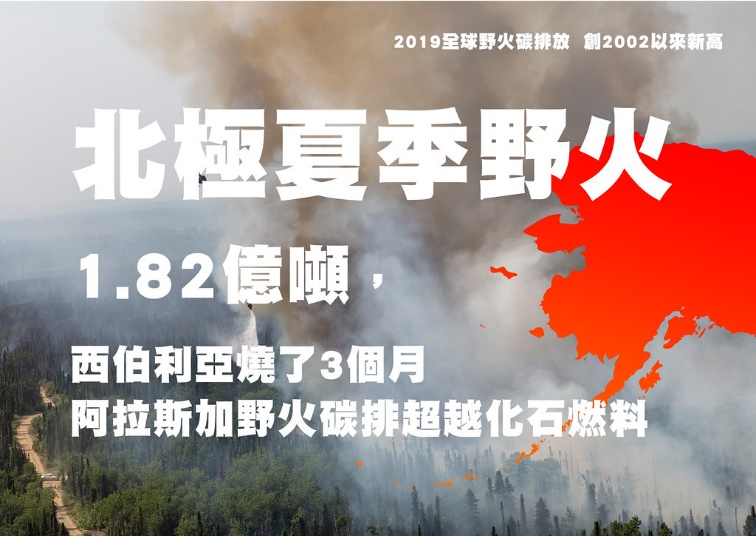 2019全球野火碳排放 創2002以來新高
北極夏季野火
1.82億噸，
西伯利亞燒了3個月
阿拉斯加野火碳排超越化石燃料